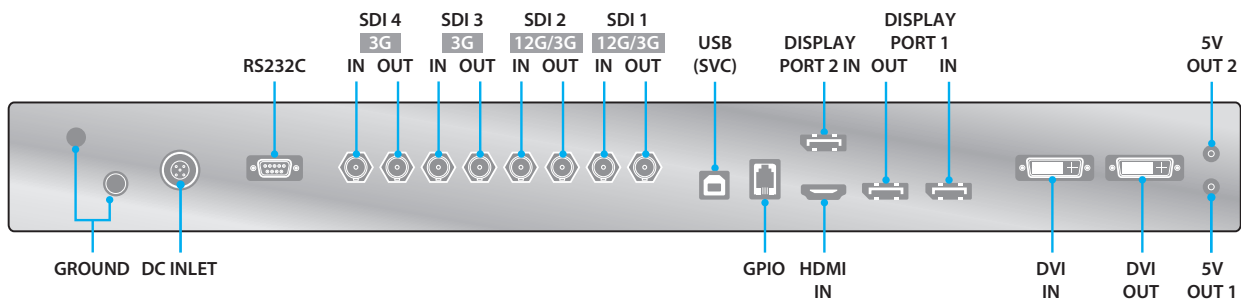 SDI 4 SDI 3 SDI 2 SDI 1 DISPLAY
3G 3G 12G/3G 12G/3G USB DISPLAY PORT 1 5V
RS232C IN OUT IN OUT IN OUT IN OUT (SVC) PORT 2 IN OUT IN OUT 2
GROUND DC INLET GPIO HDMI DVI DVI 5V
IN IN OUT OUT 1